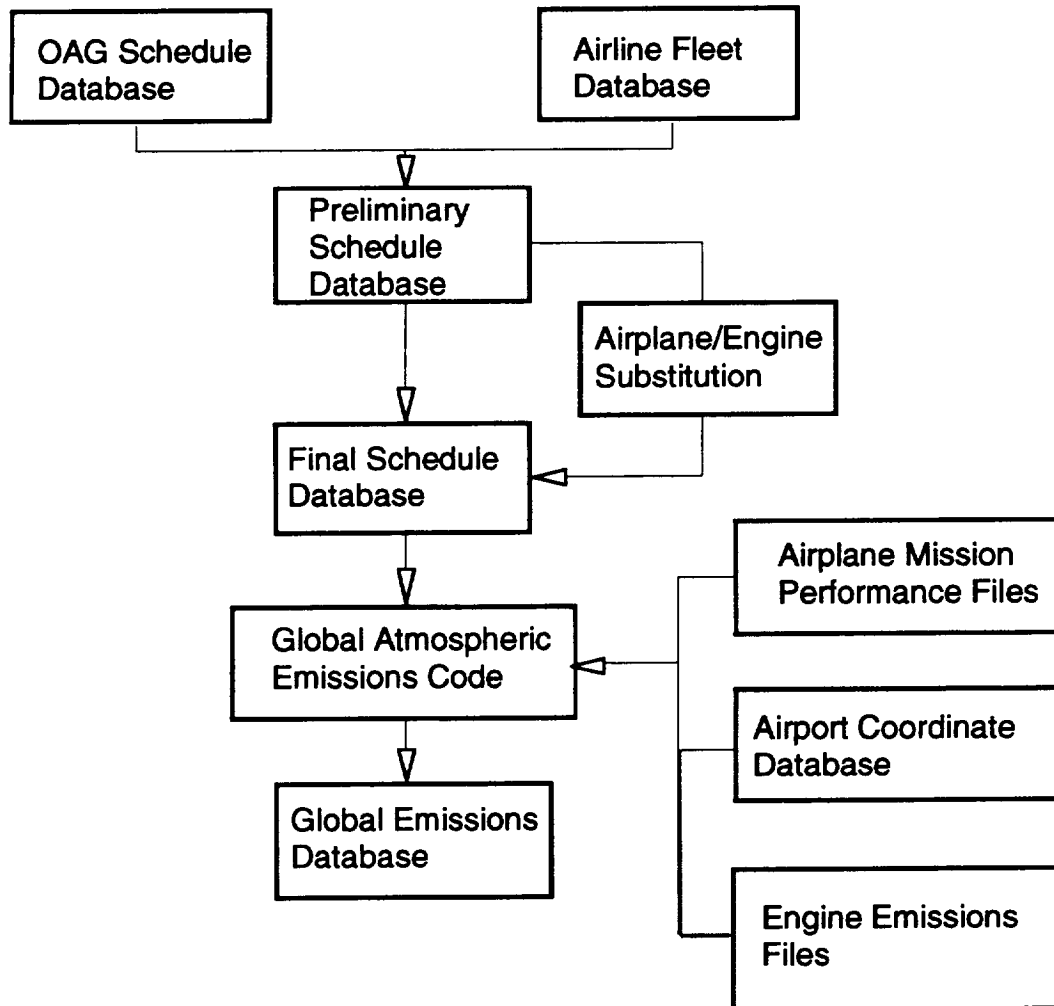 OAG Schedule
Database
Airline Fleet
Database
Preliminary
Schedule
Database
Airplane/Engine
Substitution
Final Schedule
Database
Airplane Mission
Performance Files
Global Atmospheric
Emissions Code
Airport Coordinate
Database
Global Emissions
Database
Engine Emissions
Files